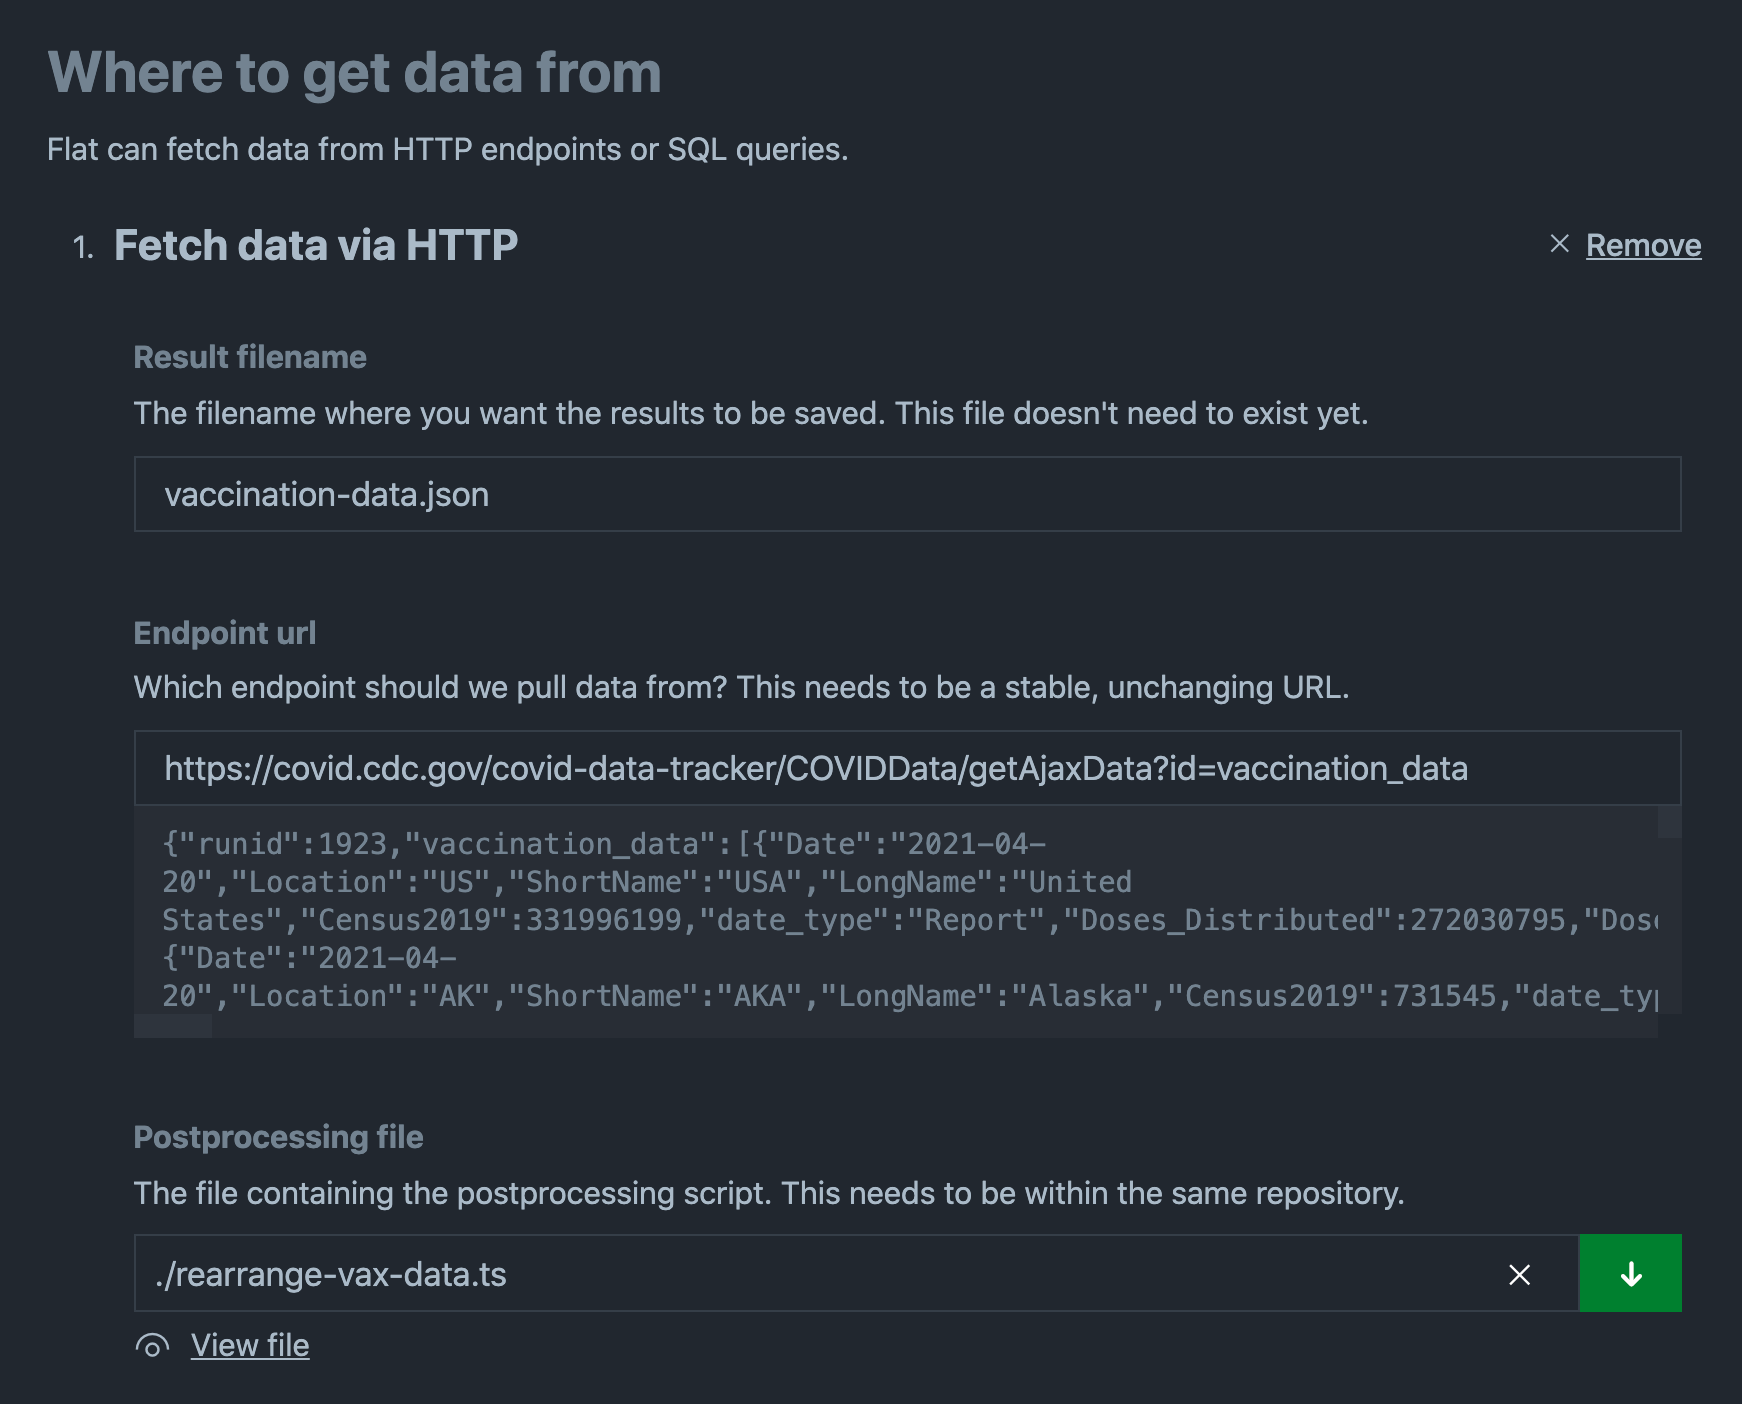 Where to get data from
Flat can fetch data from HTTP endpoints or SQL queries.
1. Fetch data via HTTP
Remove
Result filename
The filename where you want the results to be saved. This file doesn't need to exist yet.
vaccination-data.json
Endpoint url
Which endpoint should we pull data from? This needs to be a stable, unchanging URL.
https://covid.cdc.gov/covid-data-tracker/COVIDData/getAjaxData?id=vaccination_data
{"runid":1923,"vaccination_data":[{"Date":"2021-04-
20","Location":"US","ShortName":"USA","LongName":"United
States","Census2019":331996199,"date_type":"Report","Doses_Distributed":272030795,"Dos
{"Date":"2021-04-
20","Location":"AK","ShortName":"AKA","LongName":"Alaska","Census2019":731545,"date_ty
Postprocessing file
The file containing the postprocessing script. This needs to be within the same repository.
./rearrange-vax-data.ts
View file